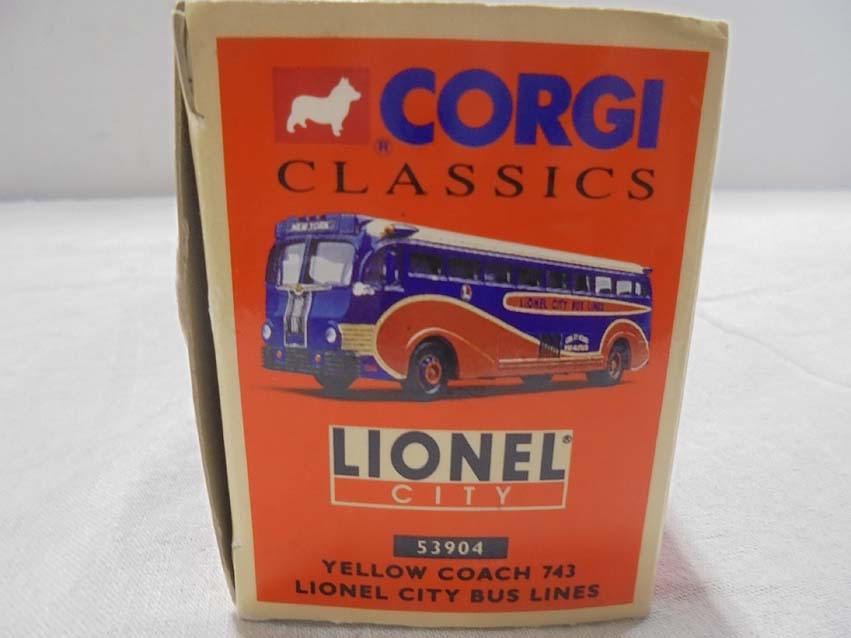 CORGI
®
CLASSICS
NEW YORK
LIONEL CITY BUS LINES
LIONEL®
CITY
53904
YELLOW COACH 743
LIONEL CITY BUS LINES